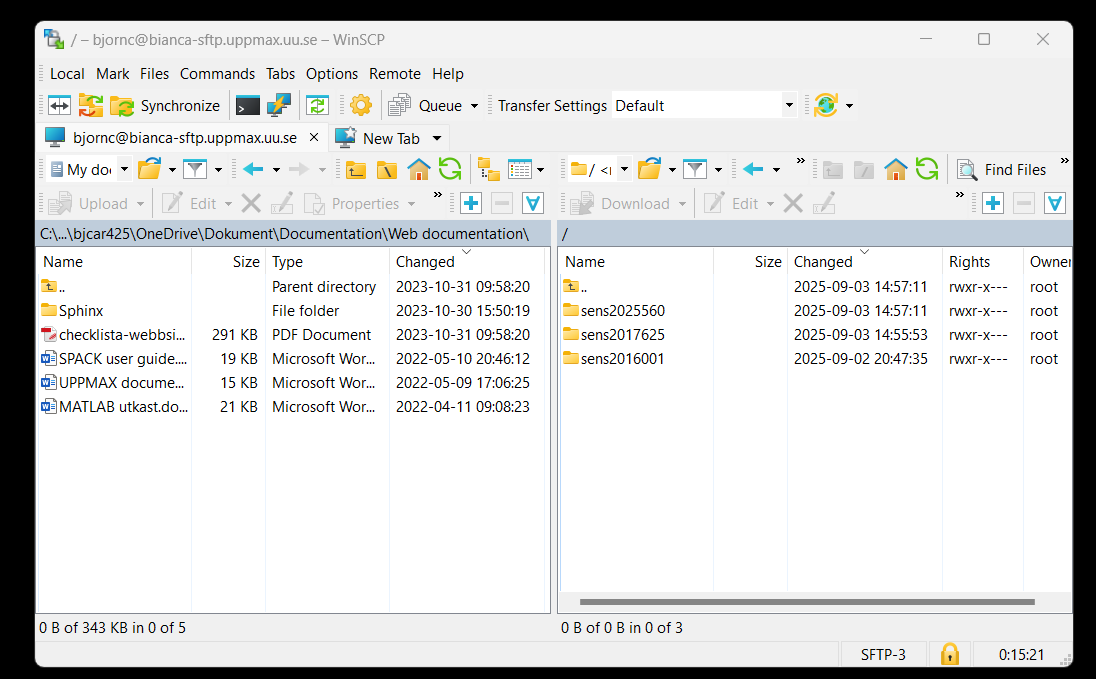 / – bjornc@bianca-sftp.uppmax.uu.se – WinSCP
Local Mark Files Commands Tabs Options Remote Help
Synchronize Queue Transfer Settings Default
bjornc@bianca-sftp.uppmax.uu.se × New Tab
My do
/ <
Find Files
Upload Edit Properties
Download Edit
C:\...\bjcar425\OneDrive\Dokument\Documentation\Web documentation\
/
Name Size Type Changed
.. Parent directory 2023-10-31 09:58:20
Sphinx File folder 2023-10-30 15:50:19
checklista-webbsi... 291 KB PDF Document 2023-10-31 09:58:20
SPACK user guide.... 19 KB Microsoft Wor... 2022-05-10 20:46:12
UPPMAX docume... 15 KB Microsoft Wor... 2022-05-09 17:06:25
MATLAB utkast.do... 21 KB Microsoft Wor... 2022-04-11 09:08:23
Name Size Changed Rights Owner
.. 2025-09-03 14:57:11 rwxr-x--- root
sens2025560 2025-09-03 14:57:11 rwxr-x--- root
sens2017625 2025-09-03 14:55:53 rwxr-x--- root
sens2016001 2025-09-02 20:47:35 rwxr-x--- root
0 B of 343 KB in 0 of 5
0 B of 0 B in 0 of 3
SFTP-3 0:15:21